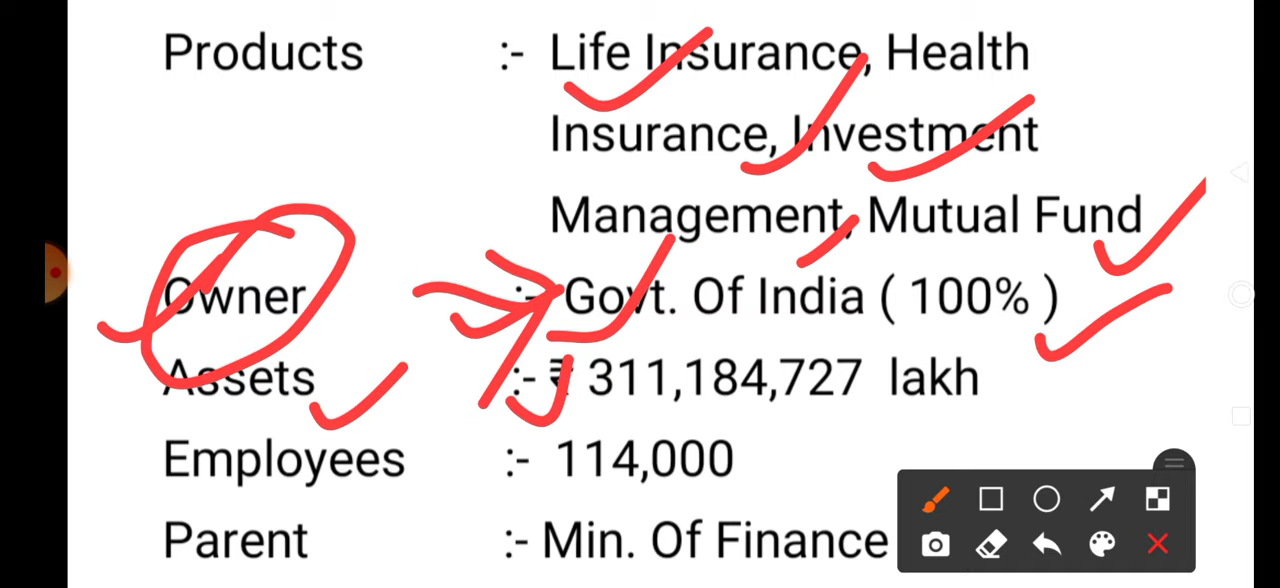 Products :- Life Insurance, Health
Insurance, Investment
Management, Mutual Fund
Owner :- Govt. Of India ( 100% )
Assets :- ₹ 311,184,727 lakh
Employees :- 114,000
Parent :- Min. Of Finance